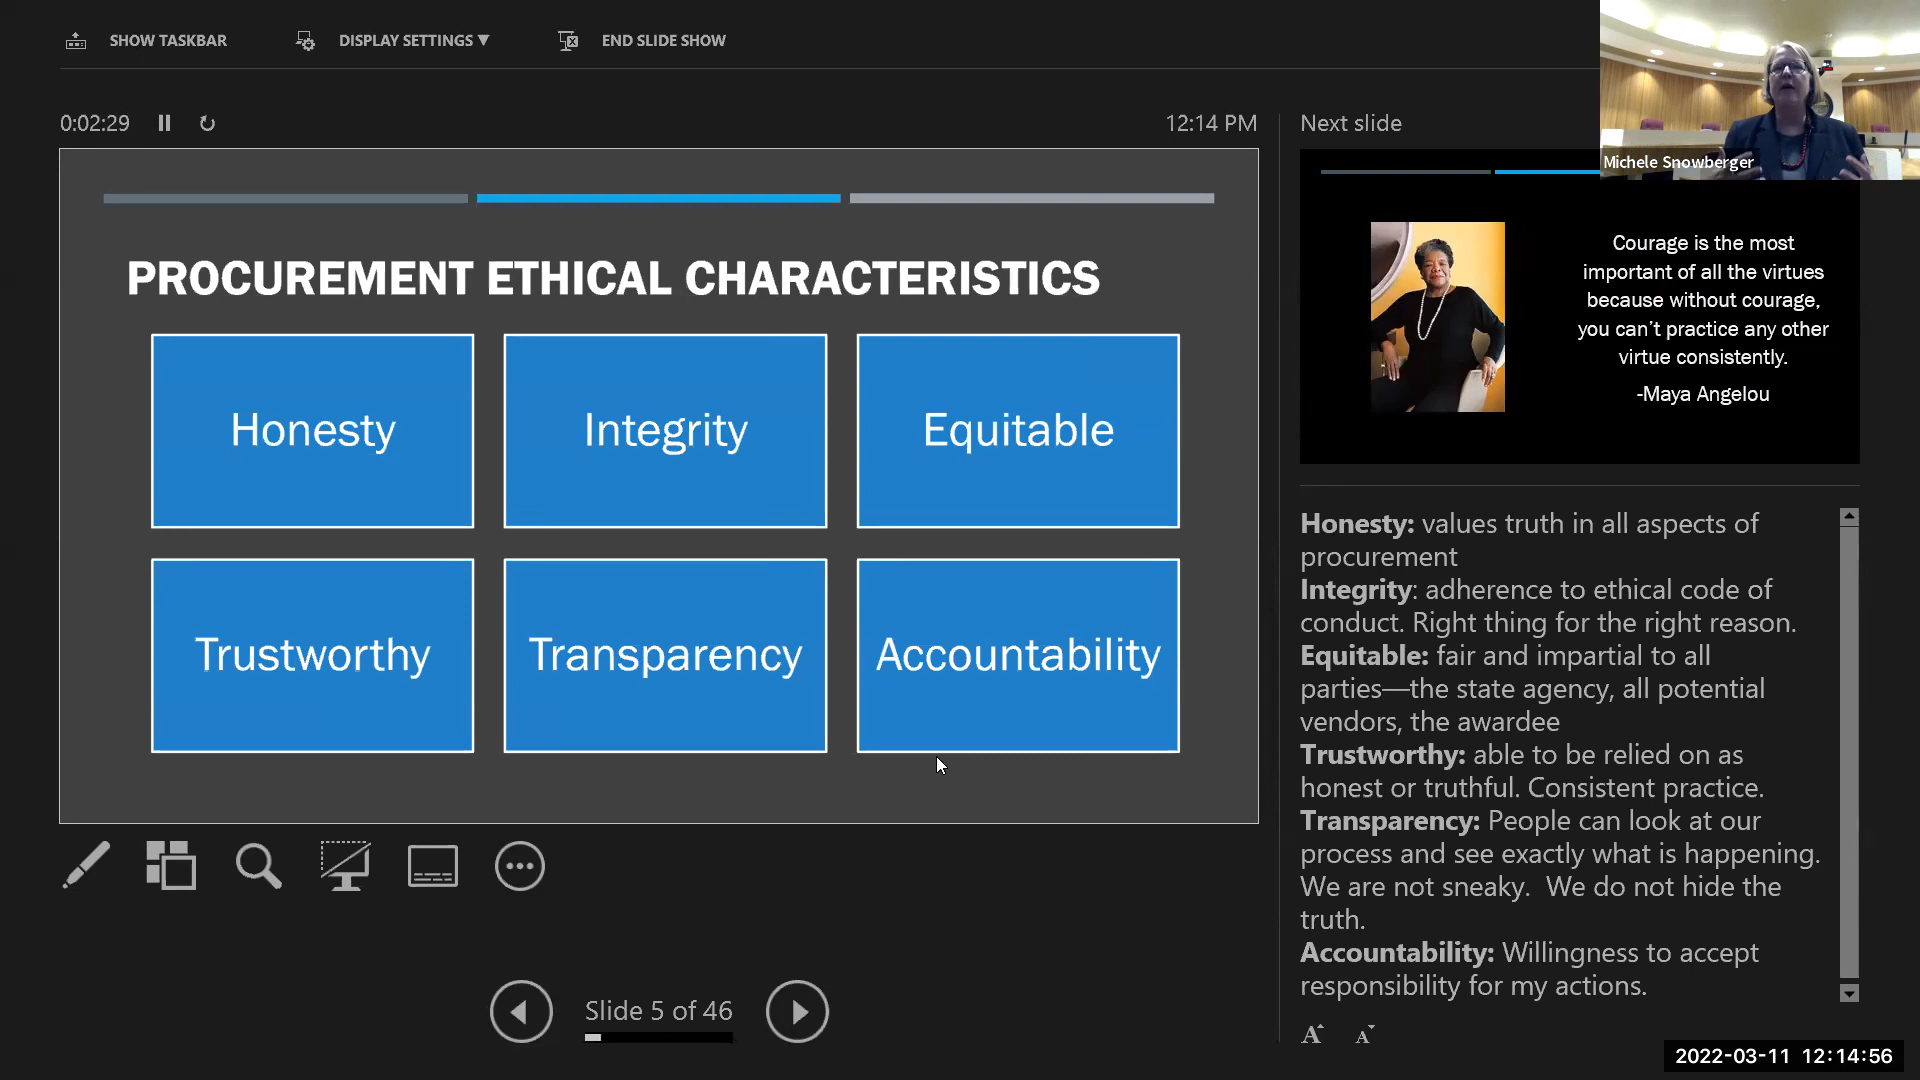 SHOW TASKBAR
DISPLAY SETTINGS ▼
END SLIDE SHOW
0:02:29
12:14 PM
Next slide
Michele Snowberger
PROCUREMENT ETHICAL CHARACTERISTICS
Honesty
Integrity
Equitable
Trustworthy
Transparency
Accountability
Courage is the most
important of all the virtues
because without courage,
you can't practice any other
virtue consistently.
-Maya Angelou
Honesty: values truth in all aspects of
procurement
Integrity: adherence to ethical code of
conduct. Right thing for the right reason.
Equitable: fair and impartial to all
parties—the state agency, all potential
vendors, the awardee
Trustworthy: able to be relied on as
honest or truthful. Consistent practice.
Transparency: People can look at our
process and see exactly what is happening.
We are not sneaky.  We do not hide the
truth.
Accountability: Willingness to accept
responsibility for my actions.
Slide 5 of 46
A A
2022-03-11 12:14:56